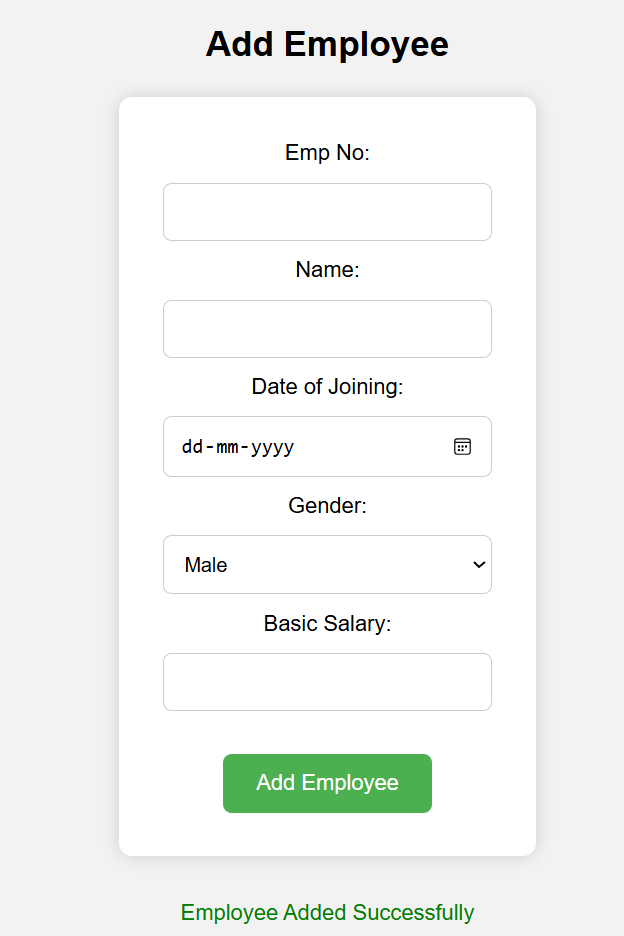 Add Employee
Emp No:
Name:
Date of Joining:
dd-mm-yyyy
Gender:
Male
Basic Salary:
Add Employee
Employee Added Successfully